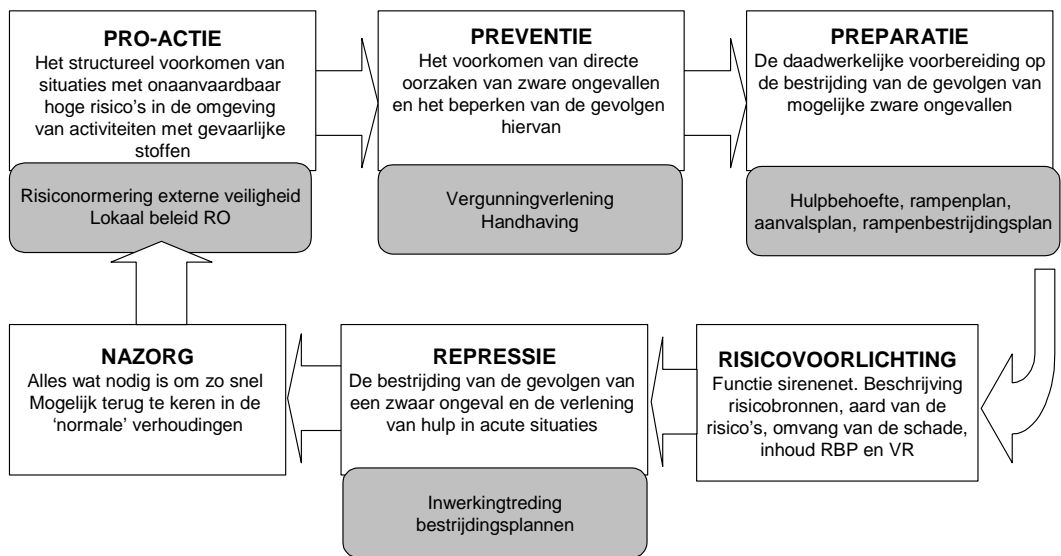 PRO-ACTIE
Het structureel voorkomen van
situaties met onaanvaardbaar
hoge risico's in de omgeving
van activiteiten met gevaarlijke
stoffen
Risiconormering externe veiligheid
Lokaal beleid RO
PREVENTIE
Het voorkomen van directe
oorzaken van zware ongevallen
en het beperken van de gevolgen
hiervan
Vergunningverlening
Handhaving
PREPARATIE
De daadwerkelijke voorbereiding op
de bestrijding van de gevolgen van
mogelijke zware ongevallen
Hulpbehoefte, rampenplan,
aanvalsplan, rampenbestrijdingsplan
RISICOVOORLICHTING
Functie sirenenet. Beschrijving
risicobronnen, aard van de
risico's, omvang van de schade,
inhoud RBP en VR
REPRESSIE
De bestrijding van de gevolgen van
een zwaar ongeval en de verlening
van hulp in acute situaties
Inwerkingtreding
bestrijdingsplannen
NAZORG
Alles wat nodig is om zo snel
Mogelijk terug te keren in de
'normale' verhoudingen